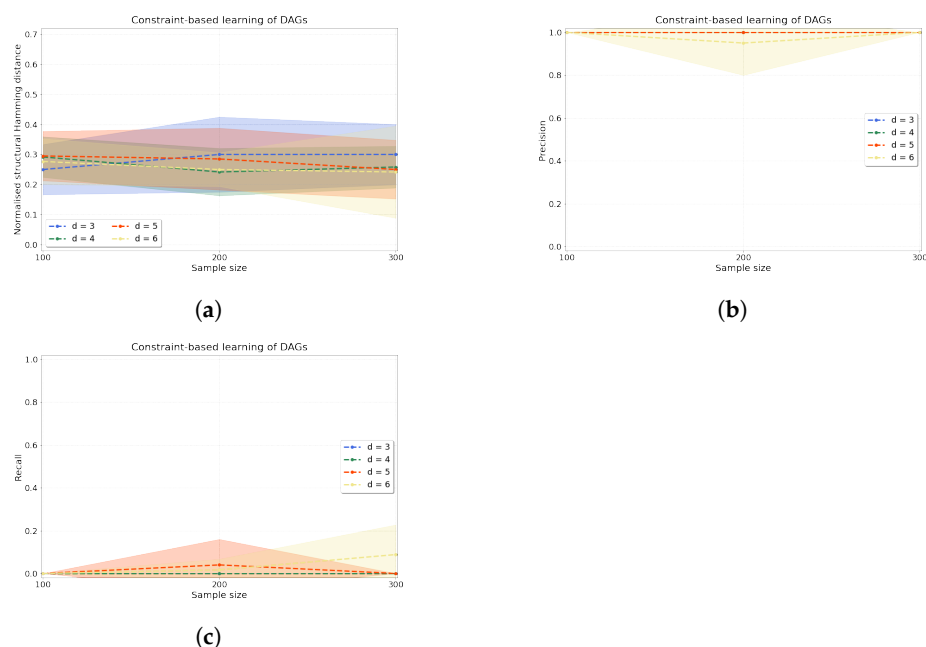 Constraint-based learning of DAGs
Normalised structural Hamming distance
0.7
0.6
0.5
0.4
0.3
0.2
0.1
0.0
d = 3
d = 4
d = 5
d = 6
100
200
300
Sample size
(a)
Constraint-based learning of DAGs
Precision
1.0
0.8
0.6
0.4
0.2
0.0
d = 3
d = 4
d = 5
d = 6
100
200
300
Sample size
(b)
Constraint-based learning of DAGs
Recall
1.0
0.8
0.6
0.4
0.2
0.0
d = 3
d = 4
d = 5
d = 6
100
200
300
Sample size
(c)